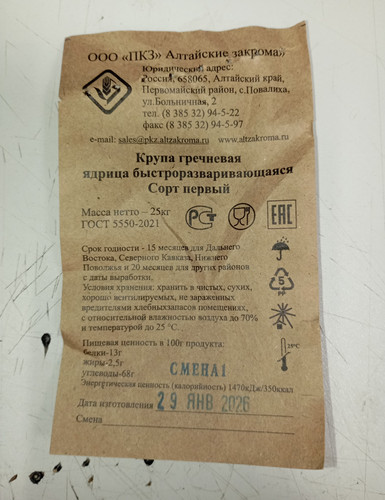 ООО «ПКЗ» Алтайские закрома»
Юридический адрес:
Россия, 658065, Алтайский край,
Первомайский район, с.Повалиха,
ул.Больничная, 2
тел. (8 385 32) 94-5-22
факс (8 385 32) 94-5-97
e-mail: sales@pkz.altzakroma.ru www.altzakroma.ru
Крупа гречневая
ядрица быстроразваривающаяся
Сорт первый
Масса нетто – 25кг
ГОСТ 5550-2021
РСТ
EAC
Срок годности - 15 месяцев для Дальнего
Востока, Северного Кавказа, Нижнего
Поволжья и 20 месяцев для других районов
с даты выработки.
Условия хранения: хранить в чистых, сухих,
хорошо вентилируемых, не зараженных
вредителями хлебных запасов помещениях,
с относительной влажностью воздуха до 70%
и температурой до 25 °С.
5
PP
Пищевая ценность в 100г продукта:
белки-13г
жиры-2,5г
углеводы-68г
25°С
СМЕНА1
Энергетическая ценность (калорийность) 1470кДж/350ккал
Дата изготовления 29 ЯНВ 2026
Смена